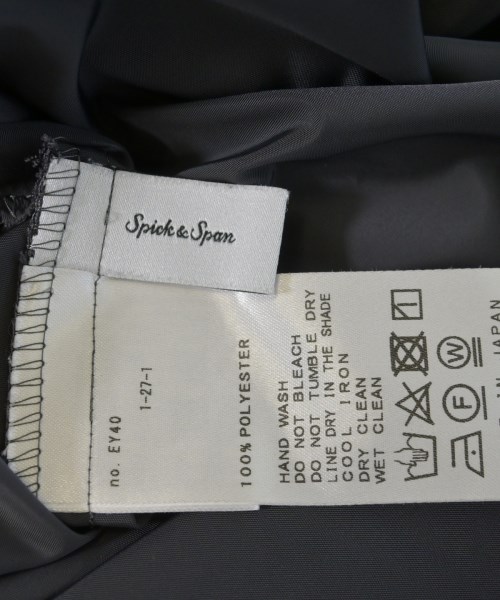 Spick & Span
no. EY40
1-27-1
100% POLYESTER
HAND WASH
DO NOT BLEACH
DO NOT TUMBLE DRY
LINE DRY IN THE SHADE
COOL IRON
DRY CLEAN
WET CLEAN
F
W
JAPAN